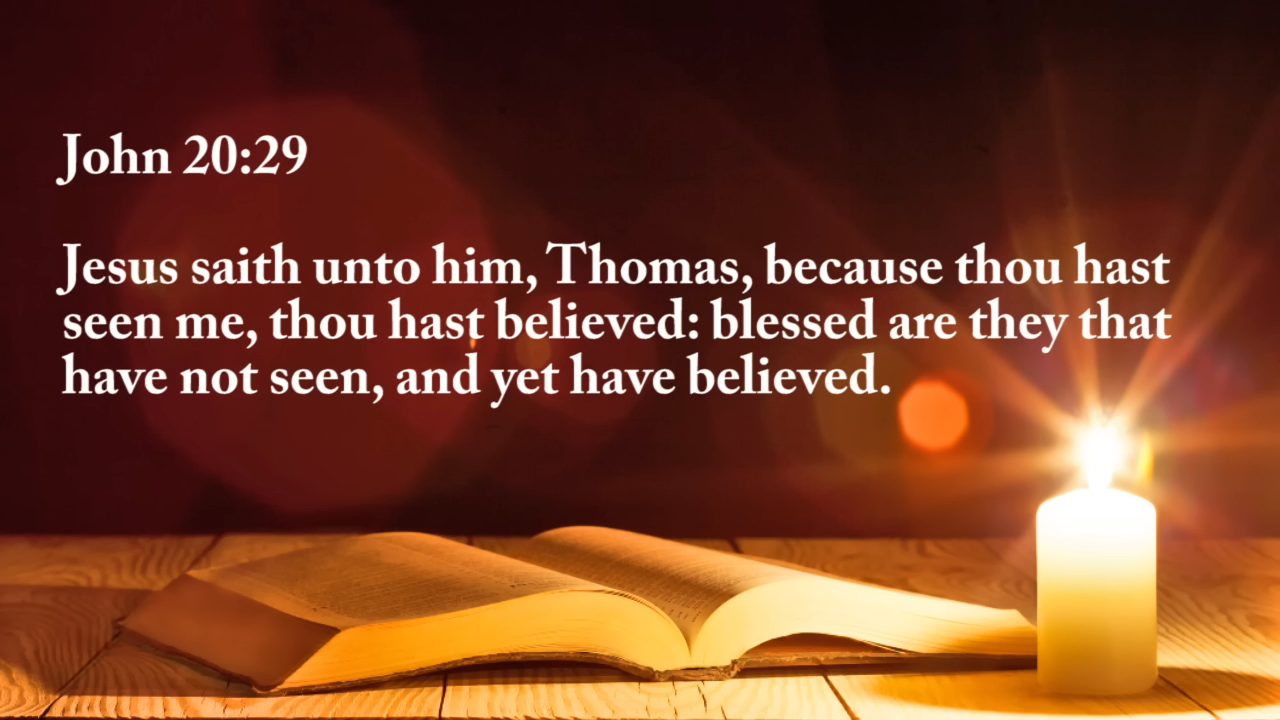 John 20:29
Jesus saith unto him, Thomas, because thou hast
seen me, thou hast believed: blessed are they that
have not seen, and yet have believed.